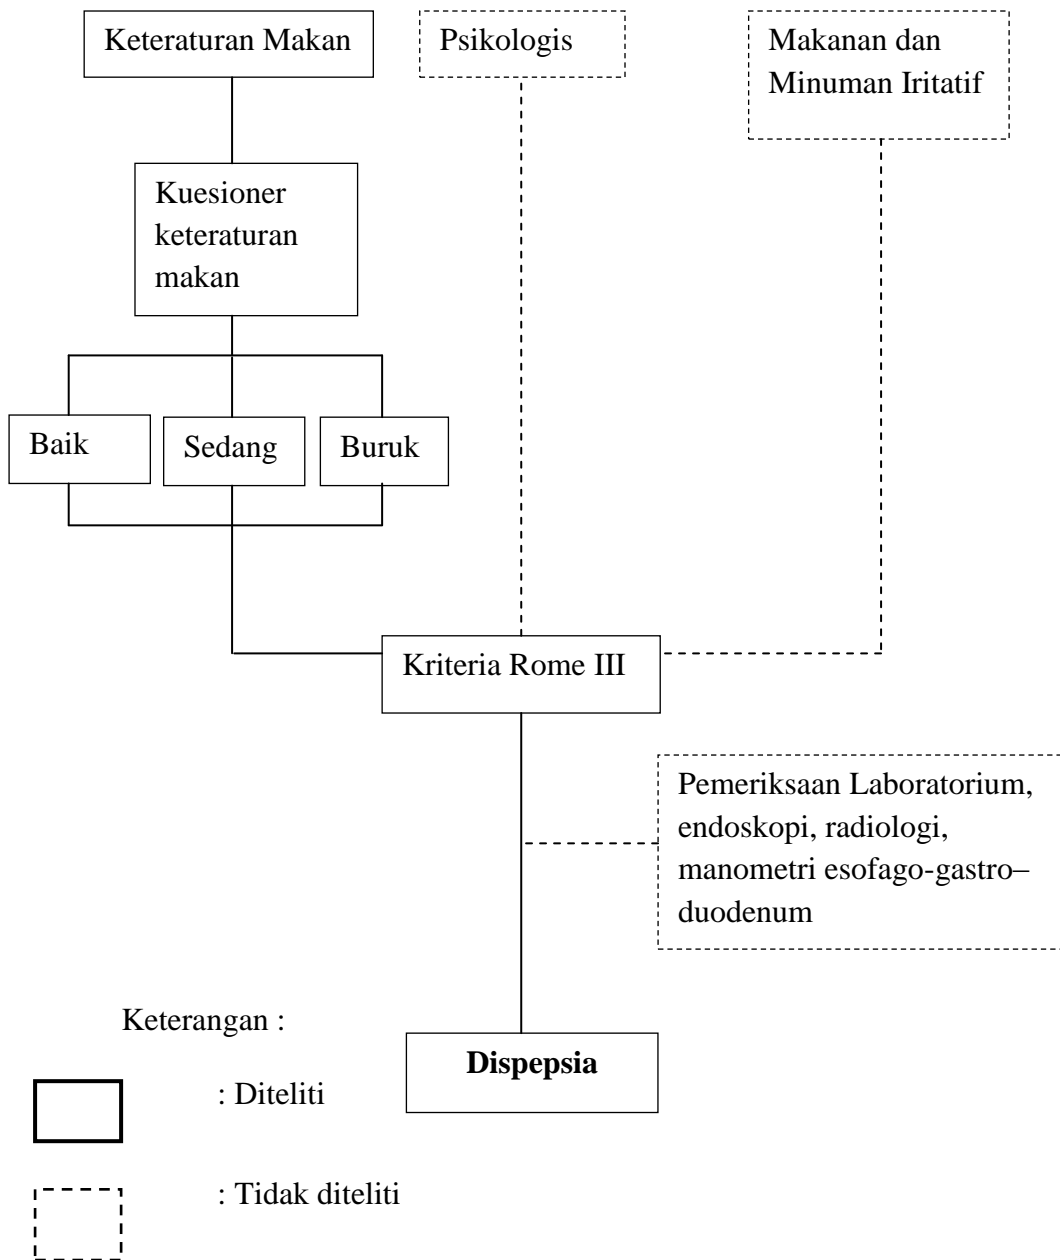 Keteraturan Makan
Psikologis
Makanan dan
Minuman Iritatif
Kuesioner
keteraturan
makan
Baik
Sedang
Buruk
Kriteria Rome III
Pemeriksaan Laboratorium,
endoskopi, radiologi,
manometri esofago-gastro–
duodenum
Keterangan :
Dispepsia
: Diteliti
: Tidak diteliti